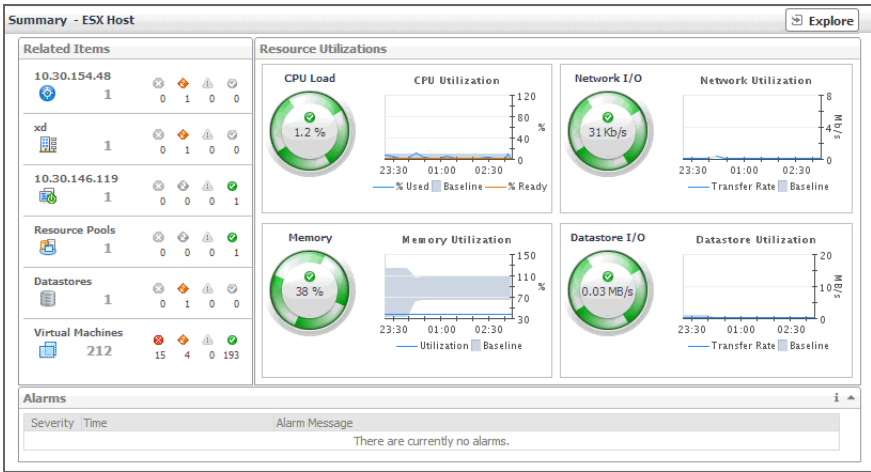 Summary - ESX Host
Explore
Related Items
10.30.154.48
1
0 1 0 0
xd
1
0 1 0 0
10.30.146.119
1
0 0 0 1
Resource Pools
1
0 0 0 1
Datastores
1
0 1 0 0
Virtual Machines
212
15 4 0 193
Resource Utilizations
CPU Load
1.2 %
CPU Utilization
120
80
40
0
%
23:30 01:00 02:30
% Used Baseline % Ready
Network I/O
31 Kb/s
Network Utilization
8
4
0
Mb/s
23:30 01:00 02:30
Transfer Rate Baseline
Memory
38 %
Memory Utilization
150
110
70
30
%
23:30 01:00 02:30
Utilization Baseline
Datastore I/O
0.03 MB/s
Datastore Utilization
20
10
0
MB/s
23:30 01:00 02:30
Transfer Rate Baseline
Alarms
i
Severity Time Alarm Message
There are currently no alarms.